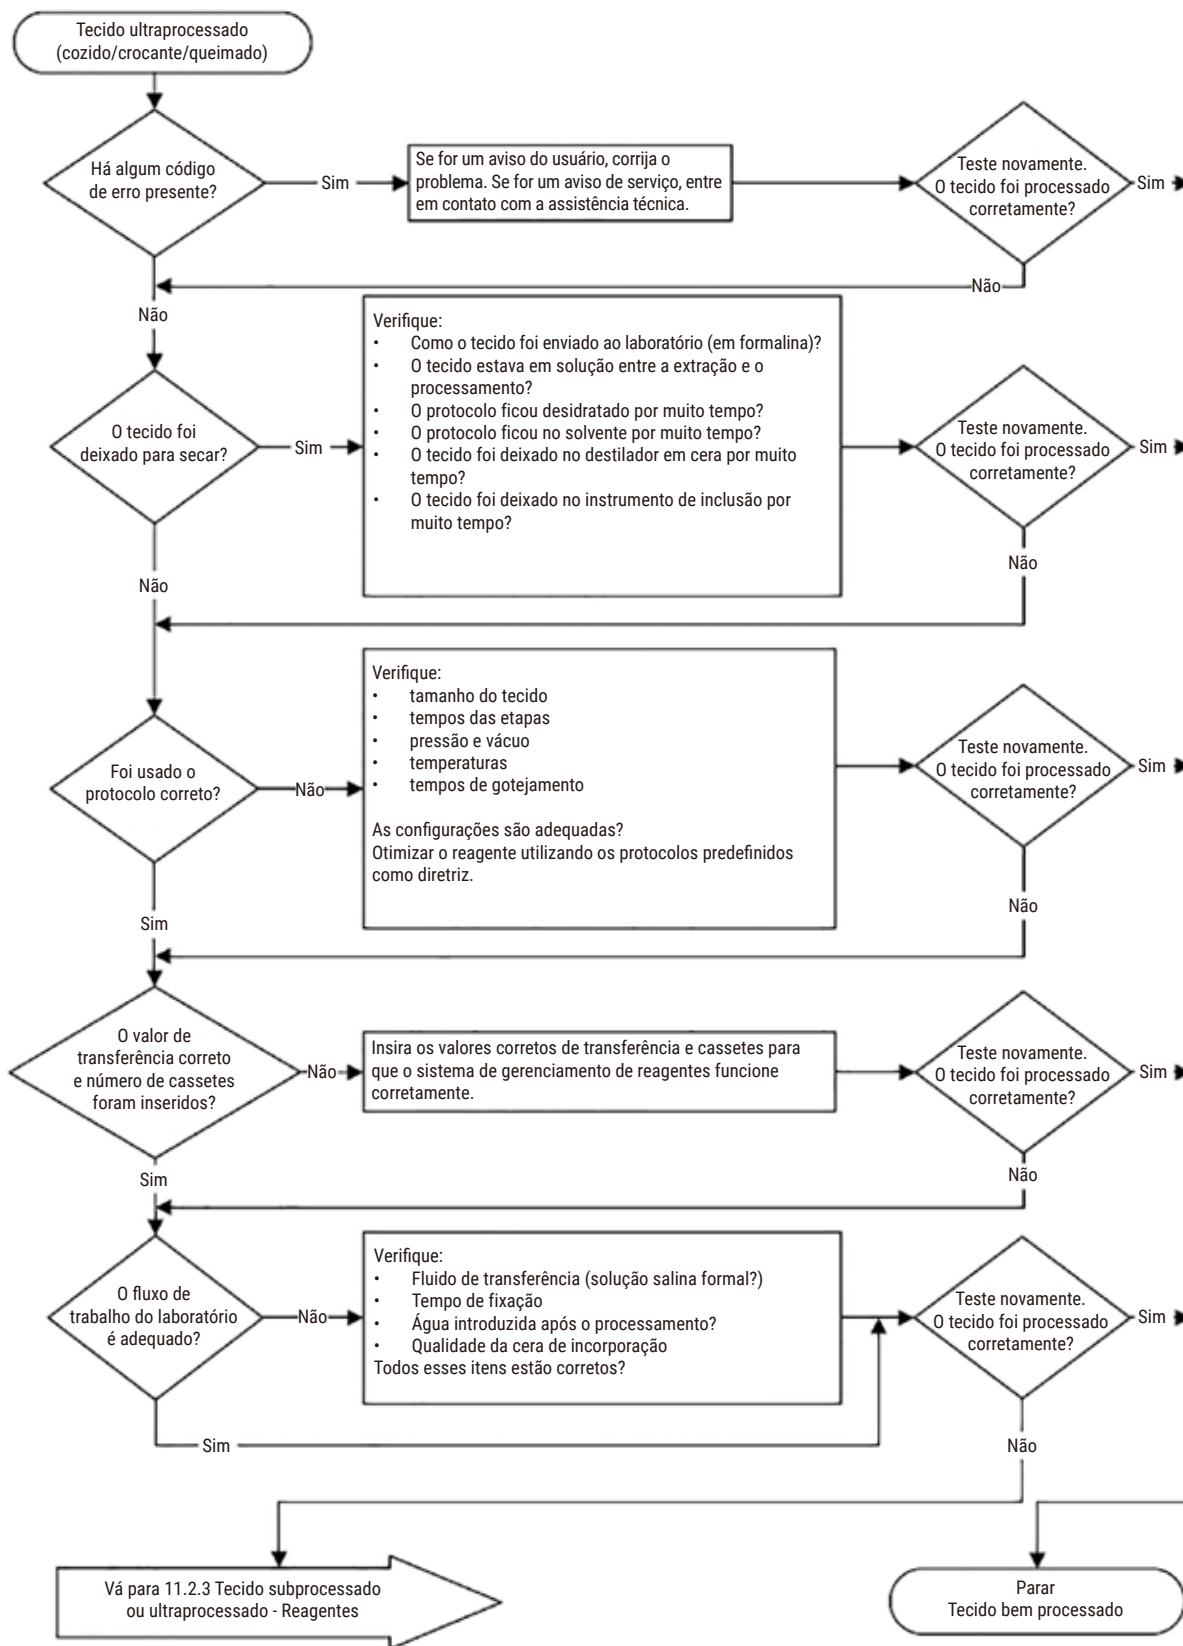 Tecido ultraprocessado
(cozido/crocante/queimado)
Há algum código
de erro presente?
Sim
Se for um aviso do usuário, corrija o
problema. Se for um aviso de serviço, entre
em contato com a assistência técnica.
Teste novamente.
O tecido foi processado
corretamente?
Sim
Não
Não
O tecido foi
deixado para secar?
Sim
Verifique:
• Como o tecido foi enviado ao laboratório (em formalina)?
• O tecido estava em solução entre a extração e o
processamento?
• O protocolo ficou desidratado por muito tempo?
• O protocolo ficou no solvente por muito tempo?
• O tecido foi deixado no destilador em cera por muito
tempo?
• O tecido foi deixado no instrumento de inclusão por
muito tempo?
Teste novamente.
O tecido foi processado
corretamente?
Sim
Não
Não
Foi usado o
protocolo correto?
Não
Verifique:
• tamanho do tecido
• tempos das etapas
• pressão e vácuo
• temperaturas
• tempos de gotejamento
As configurações são adequadas?
Otimizar o reagente utilizando os protocolos predefinidos
como diretriz.
Teste novamente.
O tecido foi processado
corretamente?
Sim
Não
Sim
O valor de
transferência correto
e número de cassetes
foram inseridos?
Não
Insira os valores corretos de transferência e cassetes para
que o sistema de gerenciamento de reagentes funcione
corretamente.
Teste novamente.
O tecido foi processado
corretamente?
Sim
Não
Sim
O fluxo de
trabalho do laboratório
é adequado?
Não
Verifique:
• Fluido de transferência (solução salina formal?)
• Tempo de fixação
• Água introduzida após o processamento?
• Qualidade da cera de incorporação
Todos esses itens estão corretos?
Teste novamente.
O tecido foi processado
corretamente?
Sim
Sim
Não
Vá para 11.2.3 Tecido subprocessado
ou ultraprocessado - Reagentes
Parar
Tecido bem processado